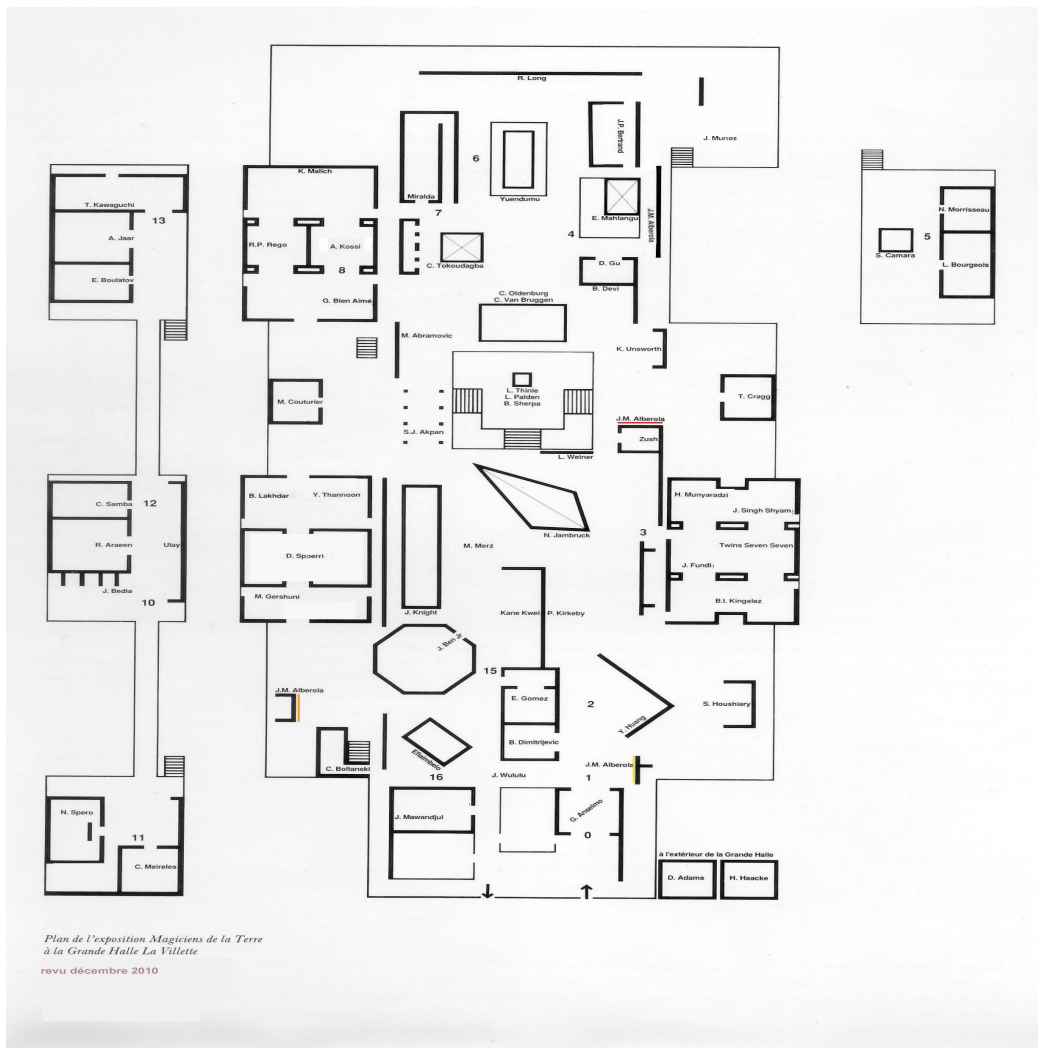 R. Long
J.P. Bertrand
J. Munoz
6
K. Malich
Miralda
Yuendumu
7
E. Mahlangu
J.M. Alberola
4
T. Kawaguchi
13
A. Jaar
E. Boulatov
R.P. Rego
A. Kossi
8
G. Bien Aimé
C. Tokoudagba
D. Gu
B. Devi
N. Morrisseau
5
S. Camara
L. Bourgeois
C. Oldenburg
C. Van Bruggen
M. Abramovic
K. Unsworth
L. Thinle
L. Palden
B. Sherpa
M. Couturier
T. Cragg
S.J. Akpan
J.M. Alberola
Zush
L. Weiner
B. Lakhdar
Y. Thannoon
H. Munyaradzi
J. Singh Shyam
C. Samba
12
N. Jambruck
3
R. Araeen
Ulay
D. Spoerri
M. Merz
Twins Seven Seven
J. Fundi
J. Bedia
10
M. Gershuni
J. Knight
Kane Kwei
P. Kirkeby
B.I. Kingelez
J. Ben Jr
15
J.M. Alberola
E. Gomez
2
S. Houshiary
Y. Huang
B. Dimitrijevic
C. Boltanski
Efiaimbelo
16
J. Wululu
J.M. Alberola
1
N. Spero
J. Mawandjul
G. Anselmo
0
11
C. Meireles
à l'extérieur de la Grande Halle
D. Adams
H. Haacke
Plan de l'exposition Magiciens de la Terre
à la Grande Halle La Villette
revu décembre 2010